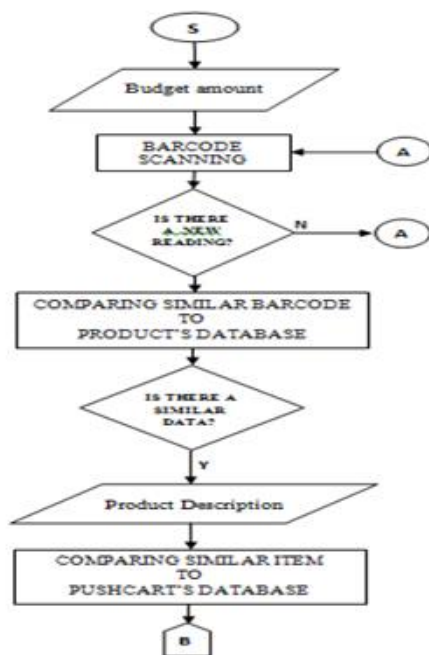 S
Budget amount
BARCODE
SCANNING
A
IS THERE
A NEW
READING?
N
A
COMPARING SIMILAR BARCODE
TO
PRODUCT'S DATABASE
IS THERE A
SIMILAR
DATA?
Y
Product Description
COMPARING SIMILAR ITEM
TO
PUSHCART'S DATABASE
B